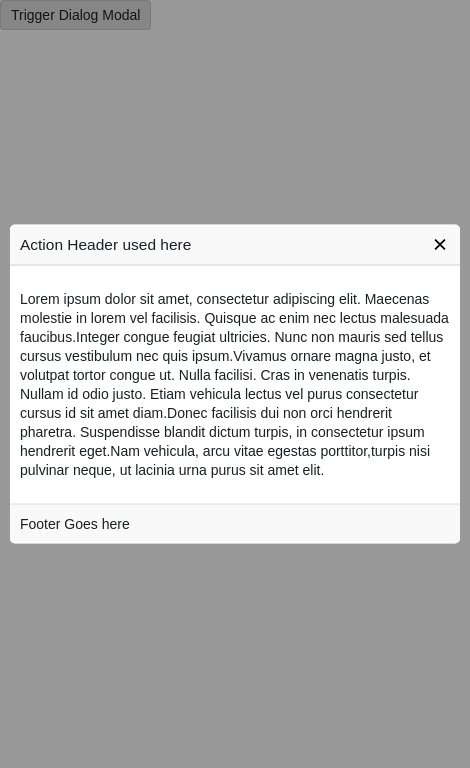 Trigger Dialog Modal
Action Header used here
Lorem ipsum dolor sit amet, consectetur adipiscing elit. Maecenas
molestie in lorem vel facilisis. Quisque ac enim nec lectus malesuada
faucibus.Integer congue feugiat ultricies. Nunc non mauris sed tellus
cursus vestibulum nec quis ipsum.Vivamus ornare magna justo, et
volutpat tortor congue ut. Nulla facilisi. Cras in venenatis turpis.
Nullam id odio justo. Etiam vehicula lectus vel purus consectetur
cursus id sit amet diam.Donec facilisis dui non orci hendrerit
pharetra. Suspendisse blandit dictum turpis, in consectetur ipsum
hendrerit eget.Nam vehicula, arcu vitae egestas porttitor,turpis nisi
pulvinar neque, ut lacinia urna purus sit amet elit.
Footer Goes here